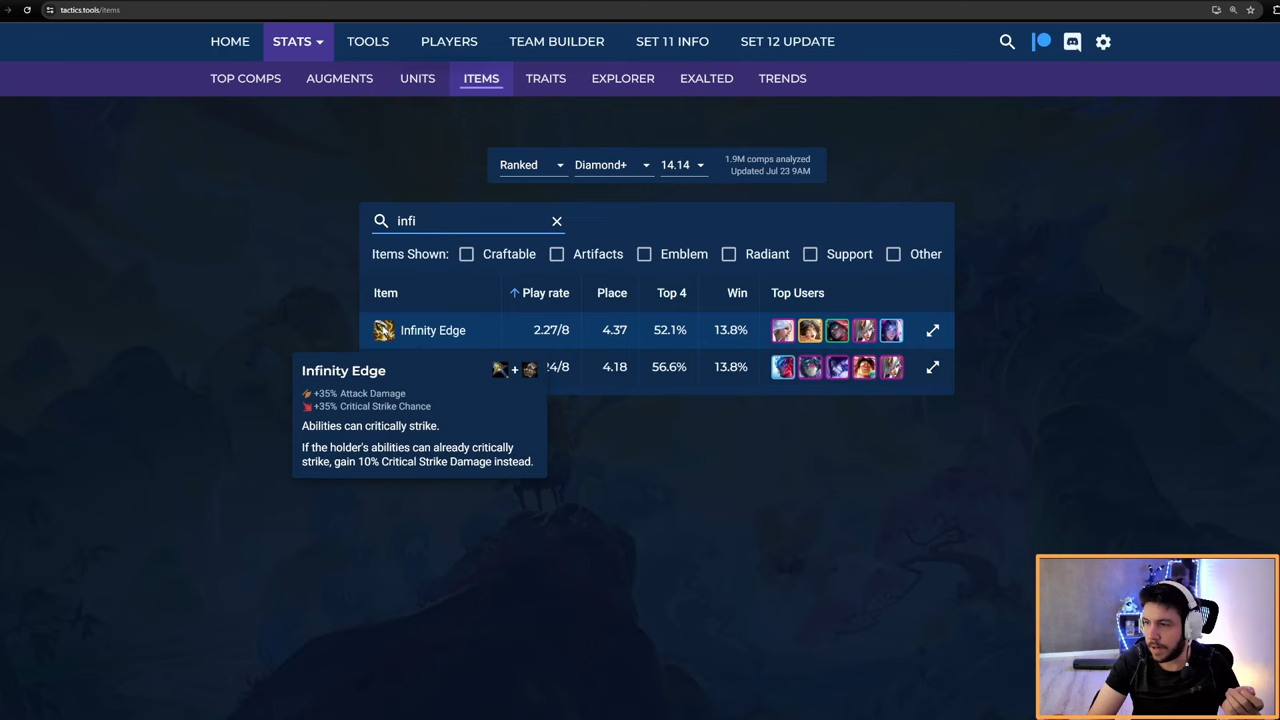 tactics.tools/items
HOME STATS TOOLS PLAYERS TEAM BUILDER SET 11 INFO SET 12 UPDATE
TOP COMPS AUGMENTS UNITS ITEMS TRAITS EXPLORER EXALTED TRENDS
Ranked Diamond+ 14.14 1.9M comps analyzed
Updated Jul 23 9AM
infi
Items Shown: Craftable Artifacts Emblem Radiant Support Other
Item Play rate Place Top 4 Win Top Users
Infinity Edge 2.27/8 4.37 52.1% 13.8%
24/8 4.18 56.6% 13.8%
Infinity Edge +
+35% Attack Damage
+35% Critical Strike Chance
Abilities can critically strike.
If the holder's abilities can already critically
strike, gain 10% Critical Strike Damage instead.